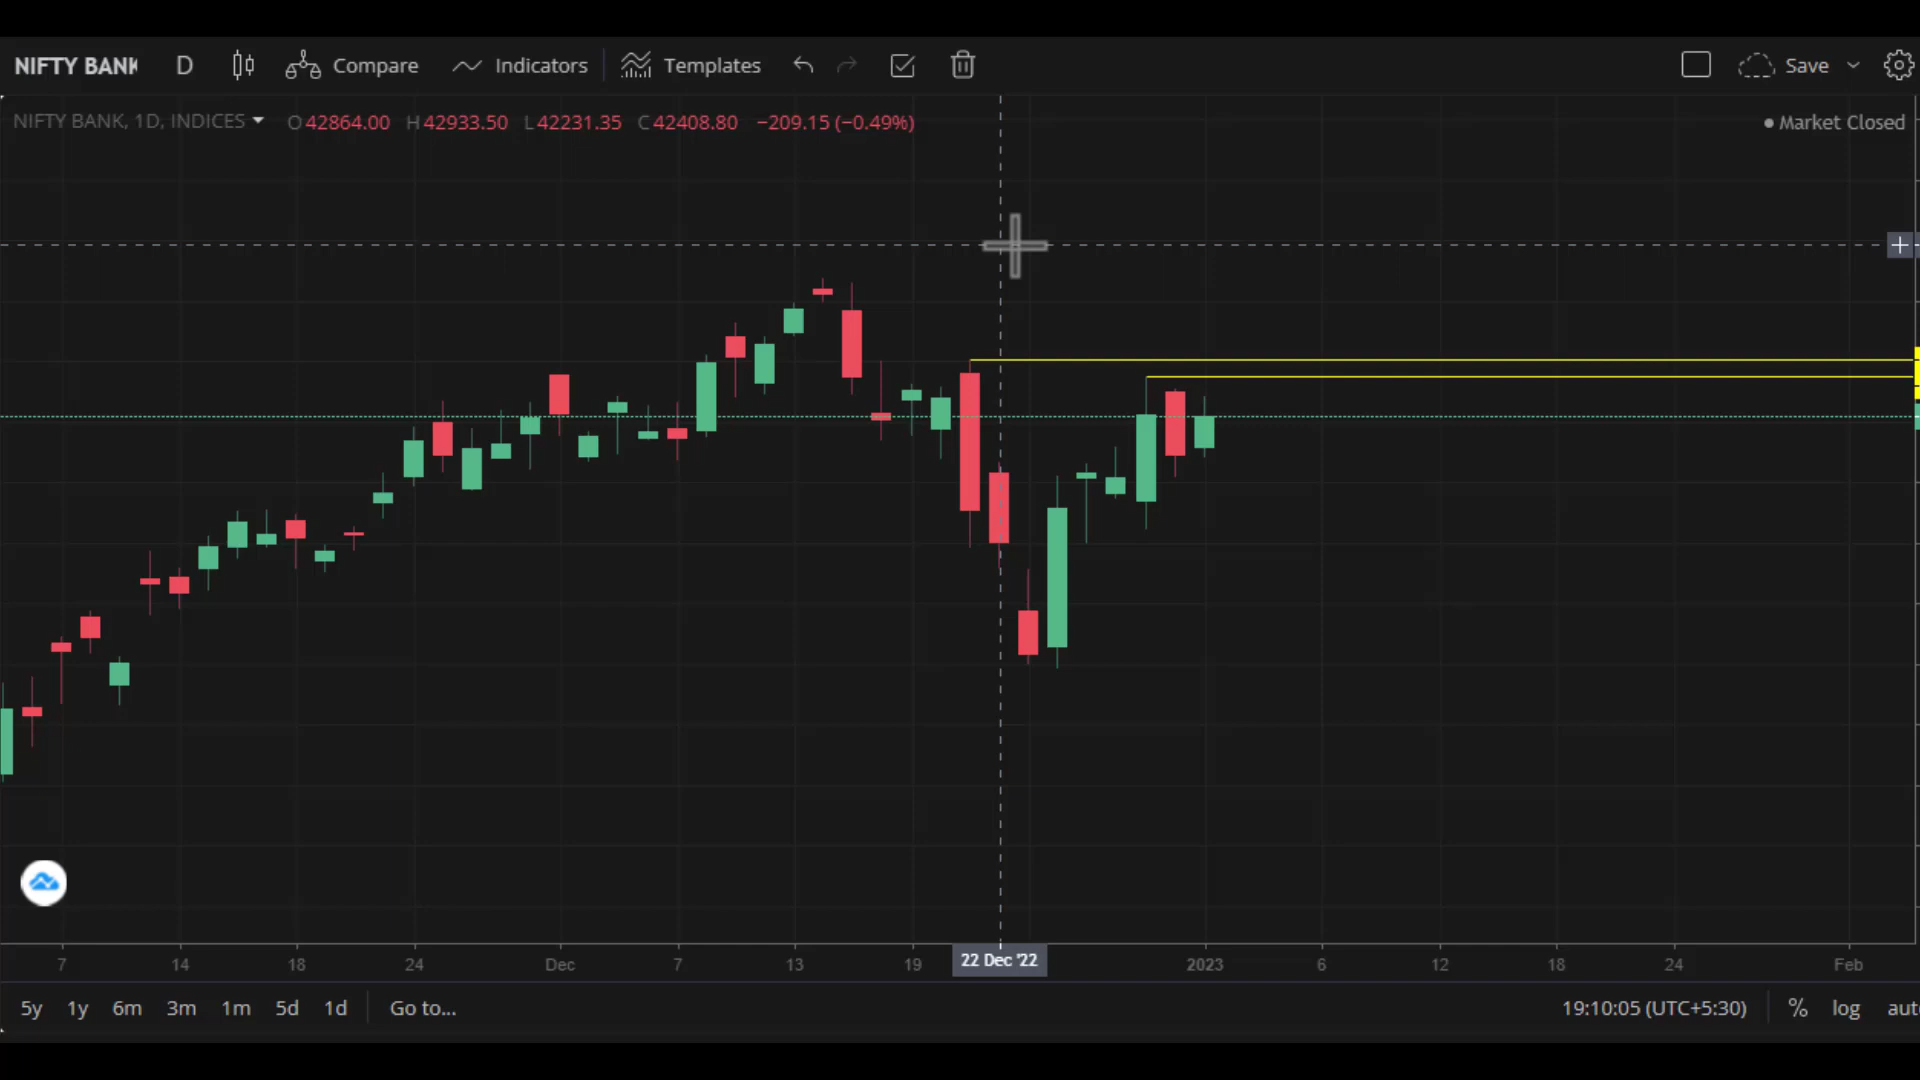 NIFTY BANK D Compare Indicators Templates Save
NIFTY BANK, 1D, INDICES O42864.00 H42933.50 L42231.35 C42408.80 −209.15 (−0.49%) Market Closed
7 14 18 24 Dec 7 13 19 22 Dec '22 2023 6 12 18 24 Feb
5y 1y 6m 3m 1m 5d 1d Go to... 19:10:05 (UTC+5:30) % log aut